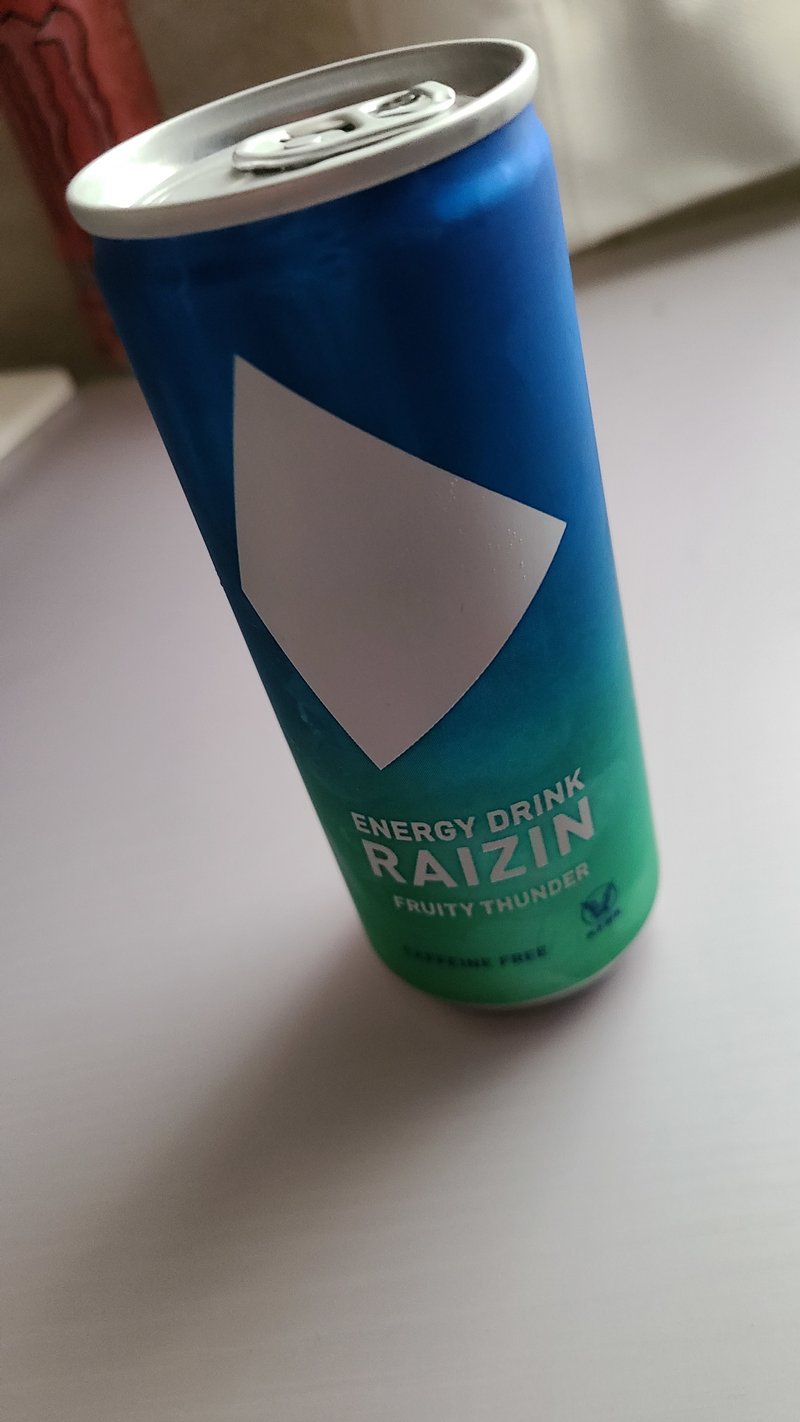 ENERGY DRINK
RAIZIN
FRUITY THUNDER
CAFFEINE FREE